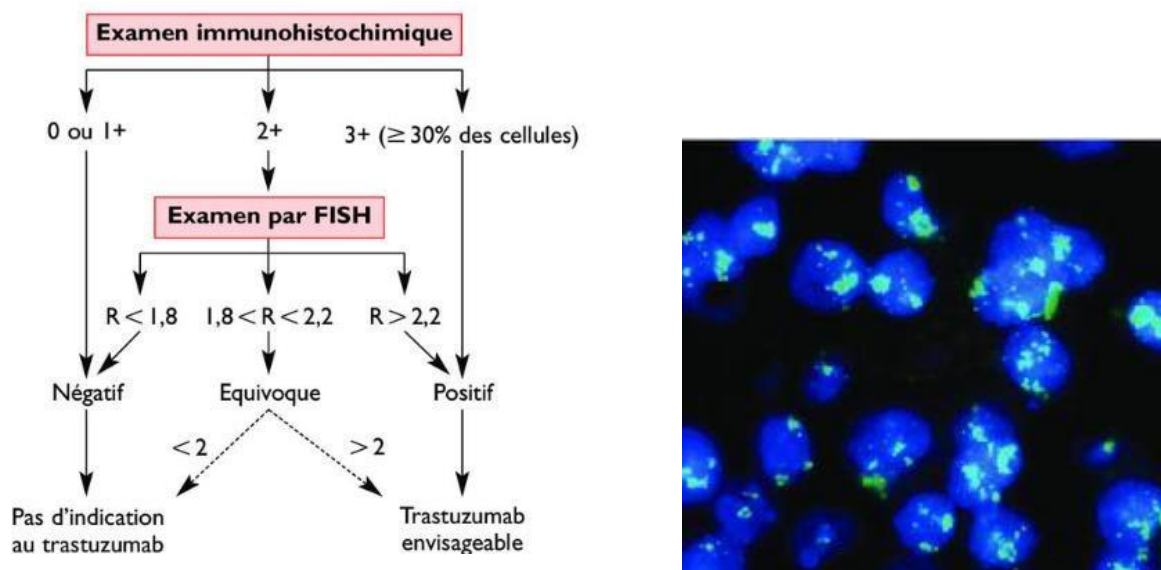 Examen immunohistochimique
0 ou 1+
2+
3+ (≥30% des cellules)
Examen par FISH
R < 1,8
1,8 < R < 2,2
R > 2,2
Négatif
Equivoque
Positif
< 2
> 2
Pas d'indication
au trastuzumab
Trastuzumab
envisageable